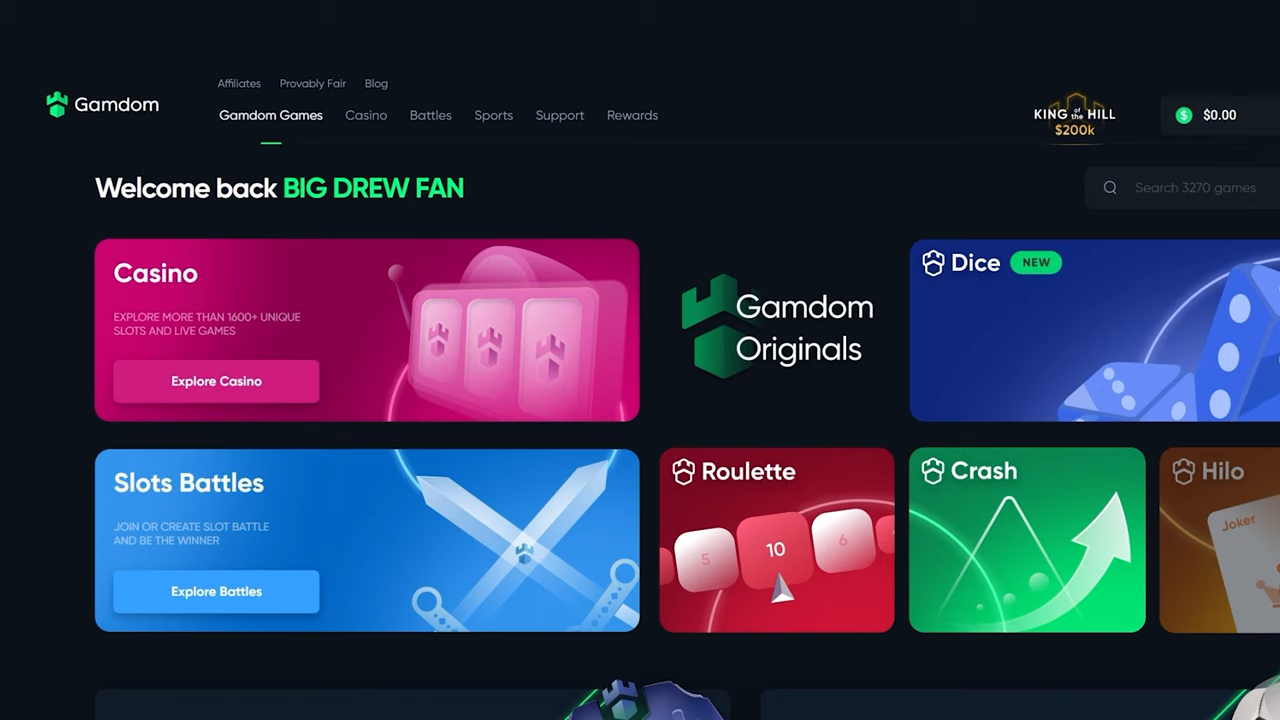 Affiliates Provably Fair Blog
Gamdom
Gamdom Games Casino Battles Sports Support Rewards
KING of the HILL
$200k
$ $0.00
Welcome back BIG DREW FAN
Search 3270 games
Casino
EXPLORE MORE THAN 1600+ UNIQUE
SLOTS AND LIVE GAMES
Explore Casino
Gamdom
Originals
Dice NEW
Slots Battles
JOIN OR CREATE SLOT BATTLE
AND BE THE WINNER
Explore Battles
Roulette
5 10 6
Crash
Hilo
Joker